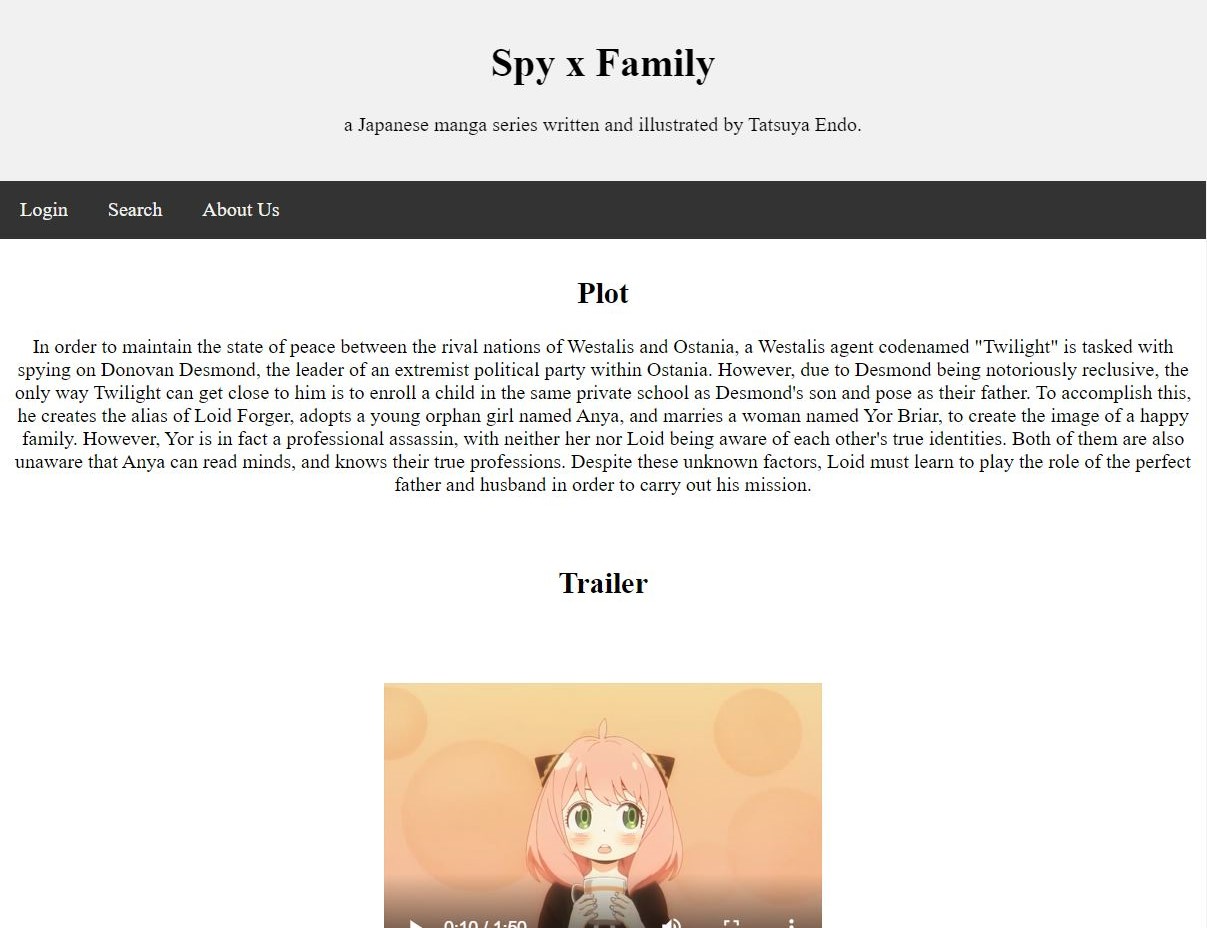 Spy x Family
a Japanese manga series written and illustrated by Tatsuya Endo.
Login Search About Us
Plot
In order to maintain the state of peace between the rival nations of Westalis and Ostania, a Westalis agent codenamed "Twilight" is tasked with
spying on Donovan Desmond, the leader of an extremist political party within Ostania. However, due to Desmond being notoriously reclusive, the
only way Twilight can get close to him is to enroll a child in the same private school as Desmond's son and pose as their father. To accomplish this,
he creates the alias of Loid Forger, adopts a young orphan girl named Anya, and marries a woman named Yor Briar, to create the image of a happy
family. However, Yor is in fact a professional assassin, with neither her nor Loid being aware of each other's true identities. Both of them are also
unaware that Anya can read minds, and knows their true professions. Despite these unknown factors, Loid must learn to play the role of the perfect
father and husband in order to carry out his mission.
Trailer
0:10 / 1:50